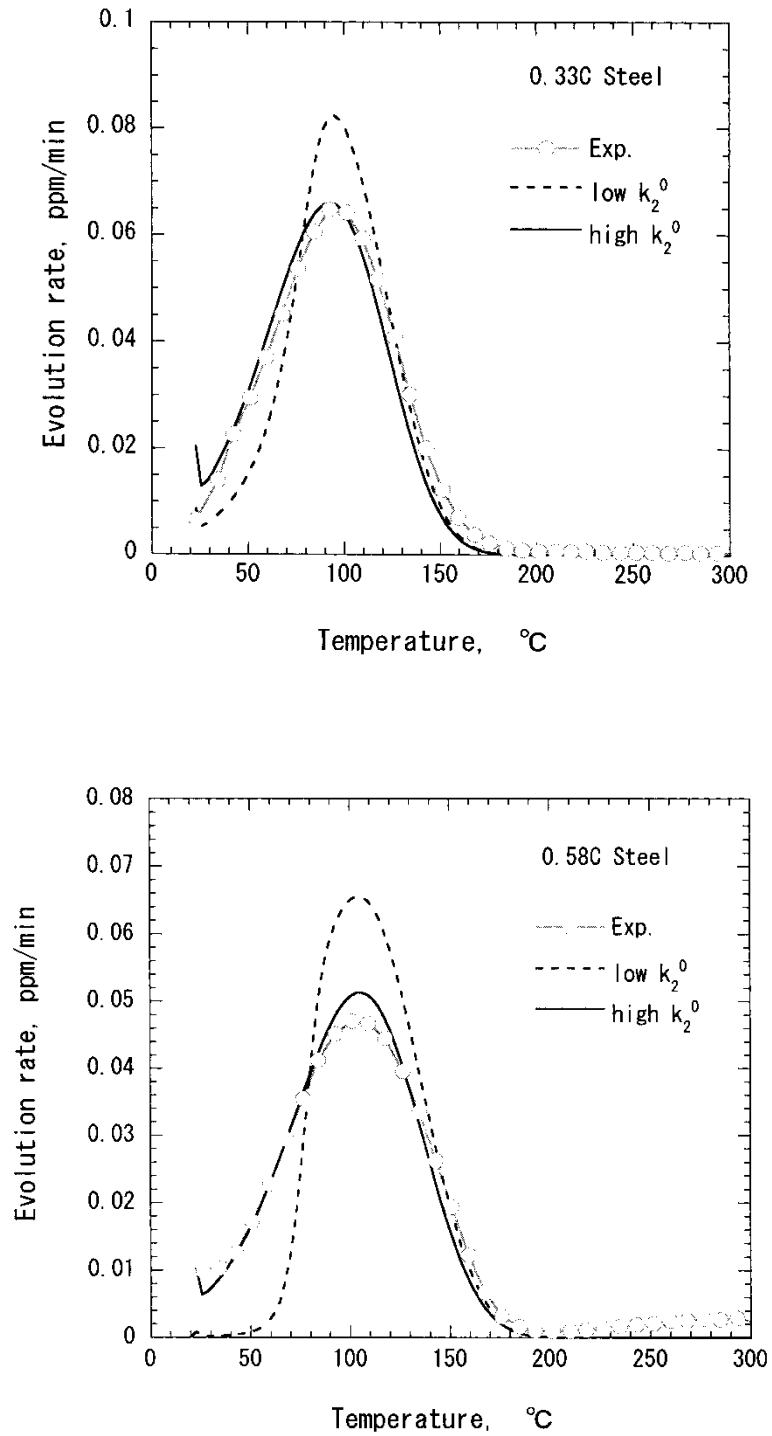 0.1
0.08
0.06
0.04
0.02
0
Evolution rate, ppm/min
0.33C Steel
Exp.
low k₂⁰
high k₂⁰
0 50 100 150 200 250 300
Temperature, °C
0.08
0.07
0.06
0.05
0.04
0.03
0.02
0.01
0
Evolution rate, ppm/min
0.58C Steel
Exp.
low k₂⁰
high k₂⁰
0 50 100 150 200 250 300
Temperature, °C